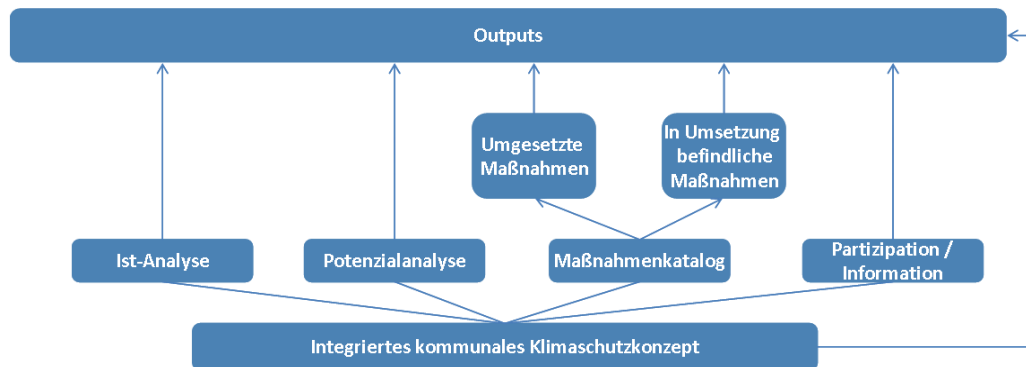 Outputs
Umgesetzte
Maßnahmen
In Umsetzung
befindliche
Maßnahmen
Ist-Analyse
Potenzialanalyse
Maßnahmenkatalog
Partizipation /
Information
Integriertes kommunales Klimaschutzkonzept